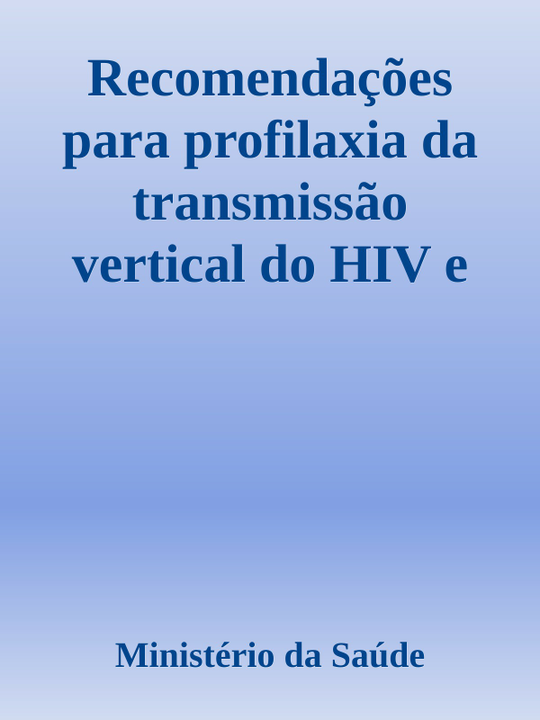 Recomendações
para profilaxia da
transmissão
vertical do HIV e
Ministério da Saúde